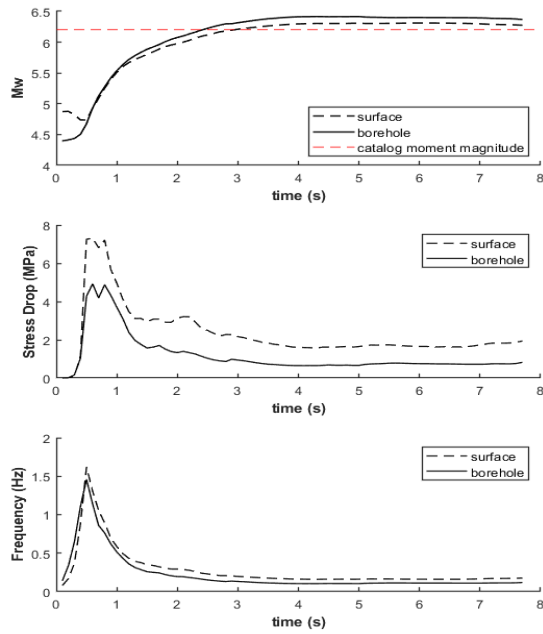 6.5
6
5.5
5
4.5
4
Mw
surface
borehole
catalog moment magnitude
0 1 2 3 4 5 6 7 8
time (s)
8
6
4
2
0
Stress Drop (MPa)
surface
borehole
0 1 2 3 4 5 6 7 8
time (s)
2
1.5
1
0.5
0
Frequency (Hz)
surface
borehole
0 1 2 3 4 5 6 7 8
time (s)